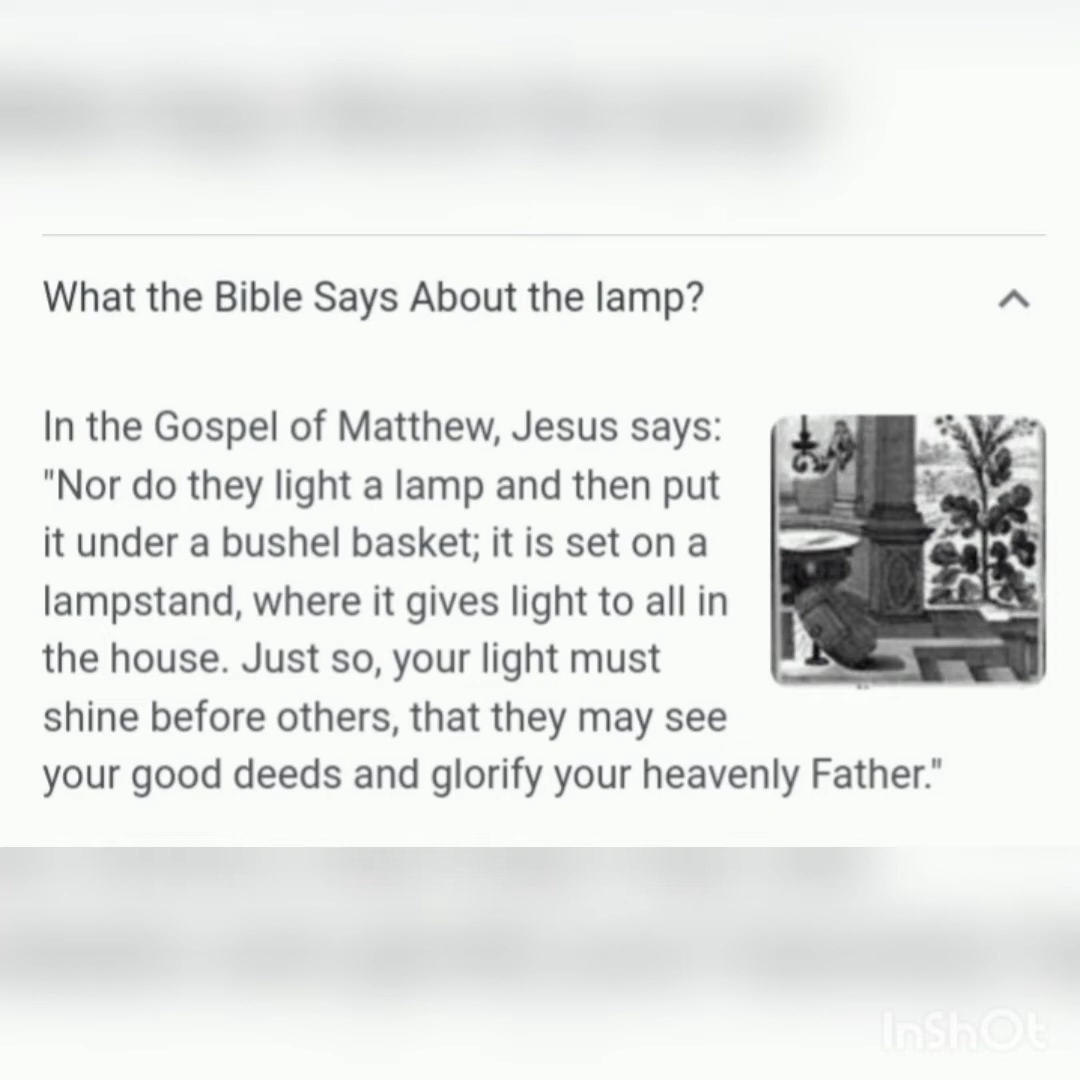 What the Bible Says About the lamp?
In the Gospel of Matthew, Jesus says:
"Nor do they light a lamp and then put
it under a bushel basket; it is set on a
lampstand, where it gives light to all in
the house. Just so, your light must
shine before others, that they may see
your good deeds and glorify your heavenly Father."
InShOt